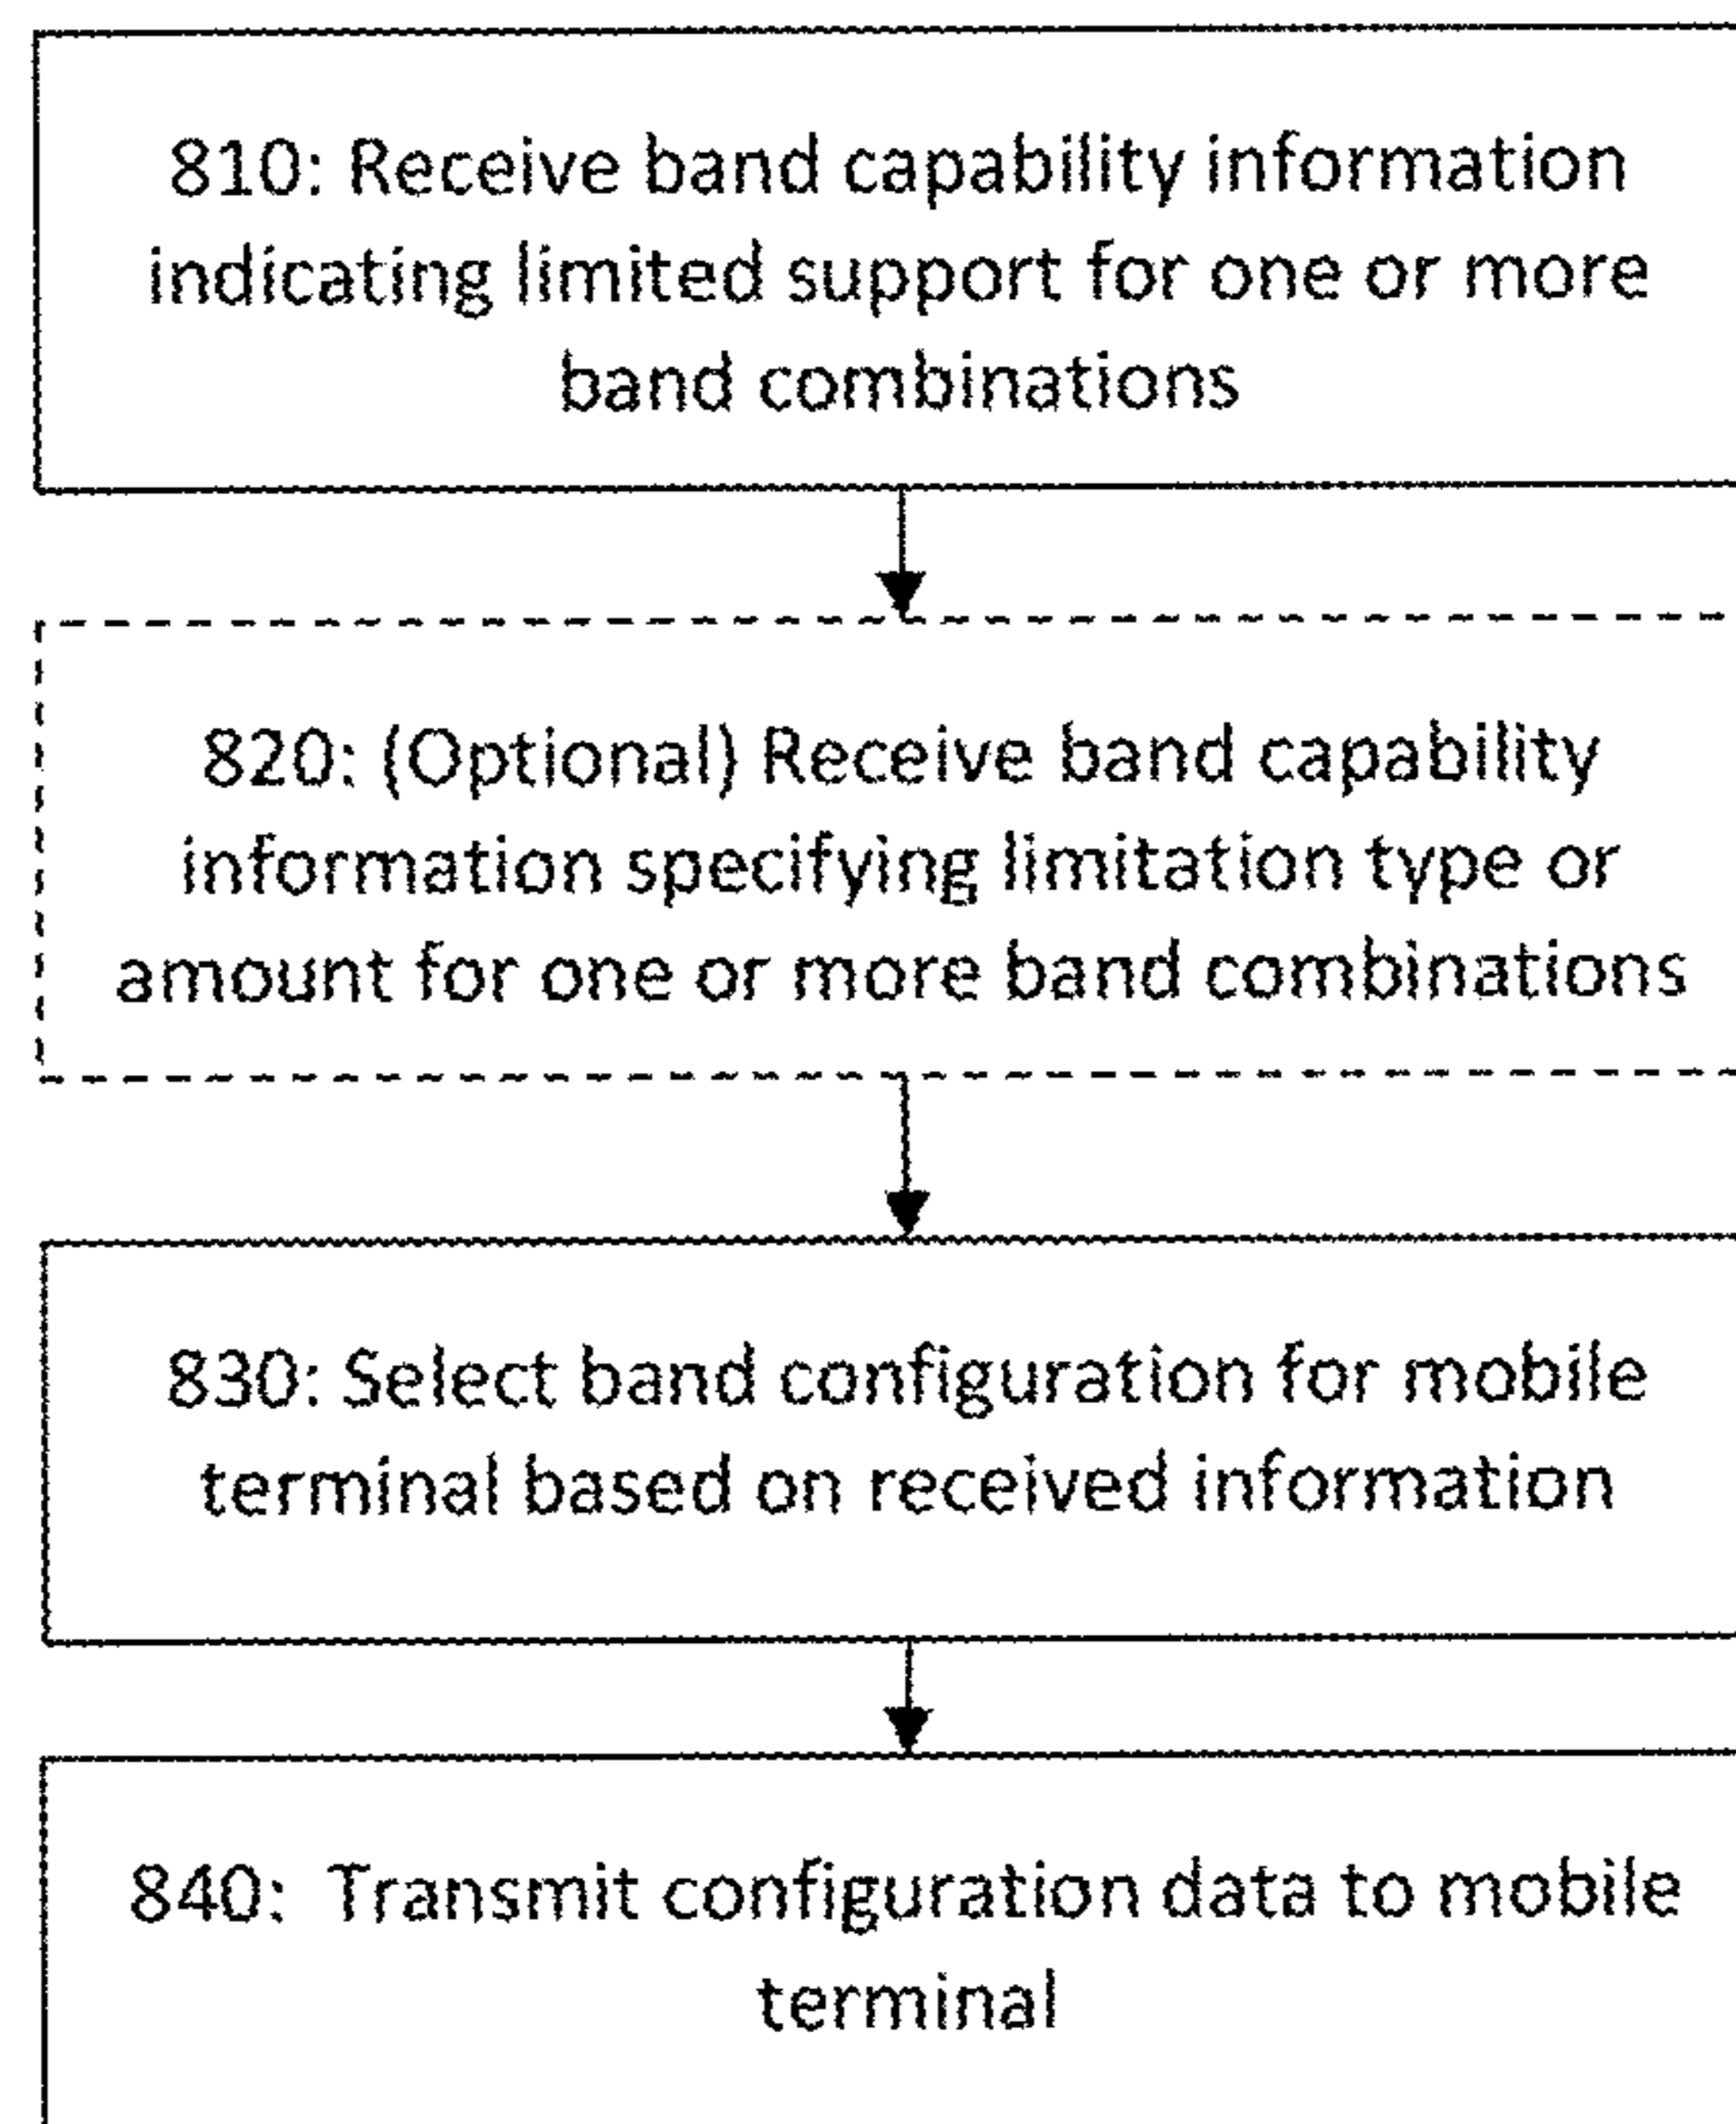 810: Receive band capability information
indicating limited support for one or more
band combinations
820: (Optional) Receive band capability
information specifying limitation type or
amount for one or more band combinations
830: Select band configuration for mobile
terminal based on received information
840: Transmit configuration data to mobile
terminal